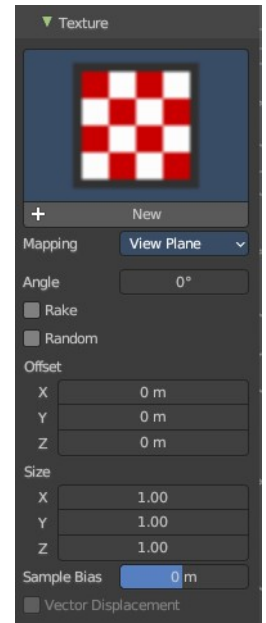 Texture
New
Mapping View Plane
Angle 0°
Rake
Random
Offset
X 0 m
Y 0 m
Z 0 m
Size
X 1.00
Y 1.00
Z 1.00
Sample Bias 0 m
Vector Displacement